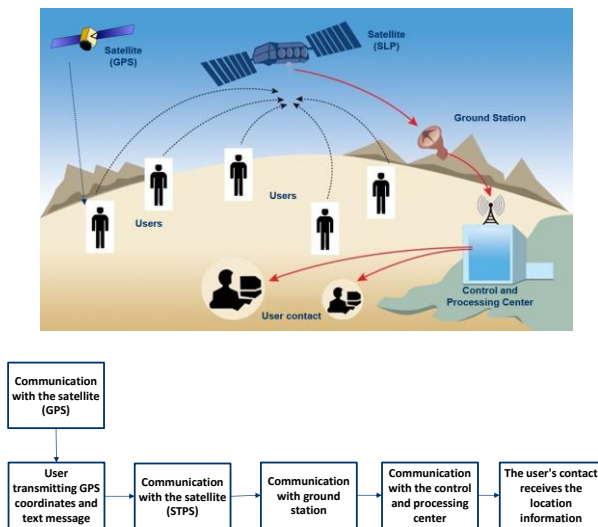 Satellite
(GPS)
Satellite
(SLP)
Ground Station
Users
Users
Control and
Processing Center
User contact
Communication
with the satellite
(GPS)
User
transmitting GPS
coordinates and
text message
Communication
with the satellite
(STPS)
Communication
with ground
station
Communication
with the control
and processing
center
The user's contact
receives the
location
information